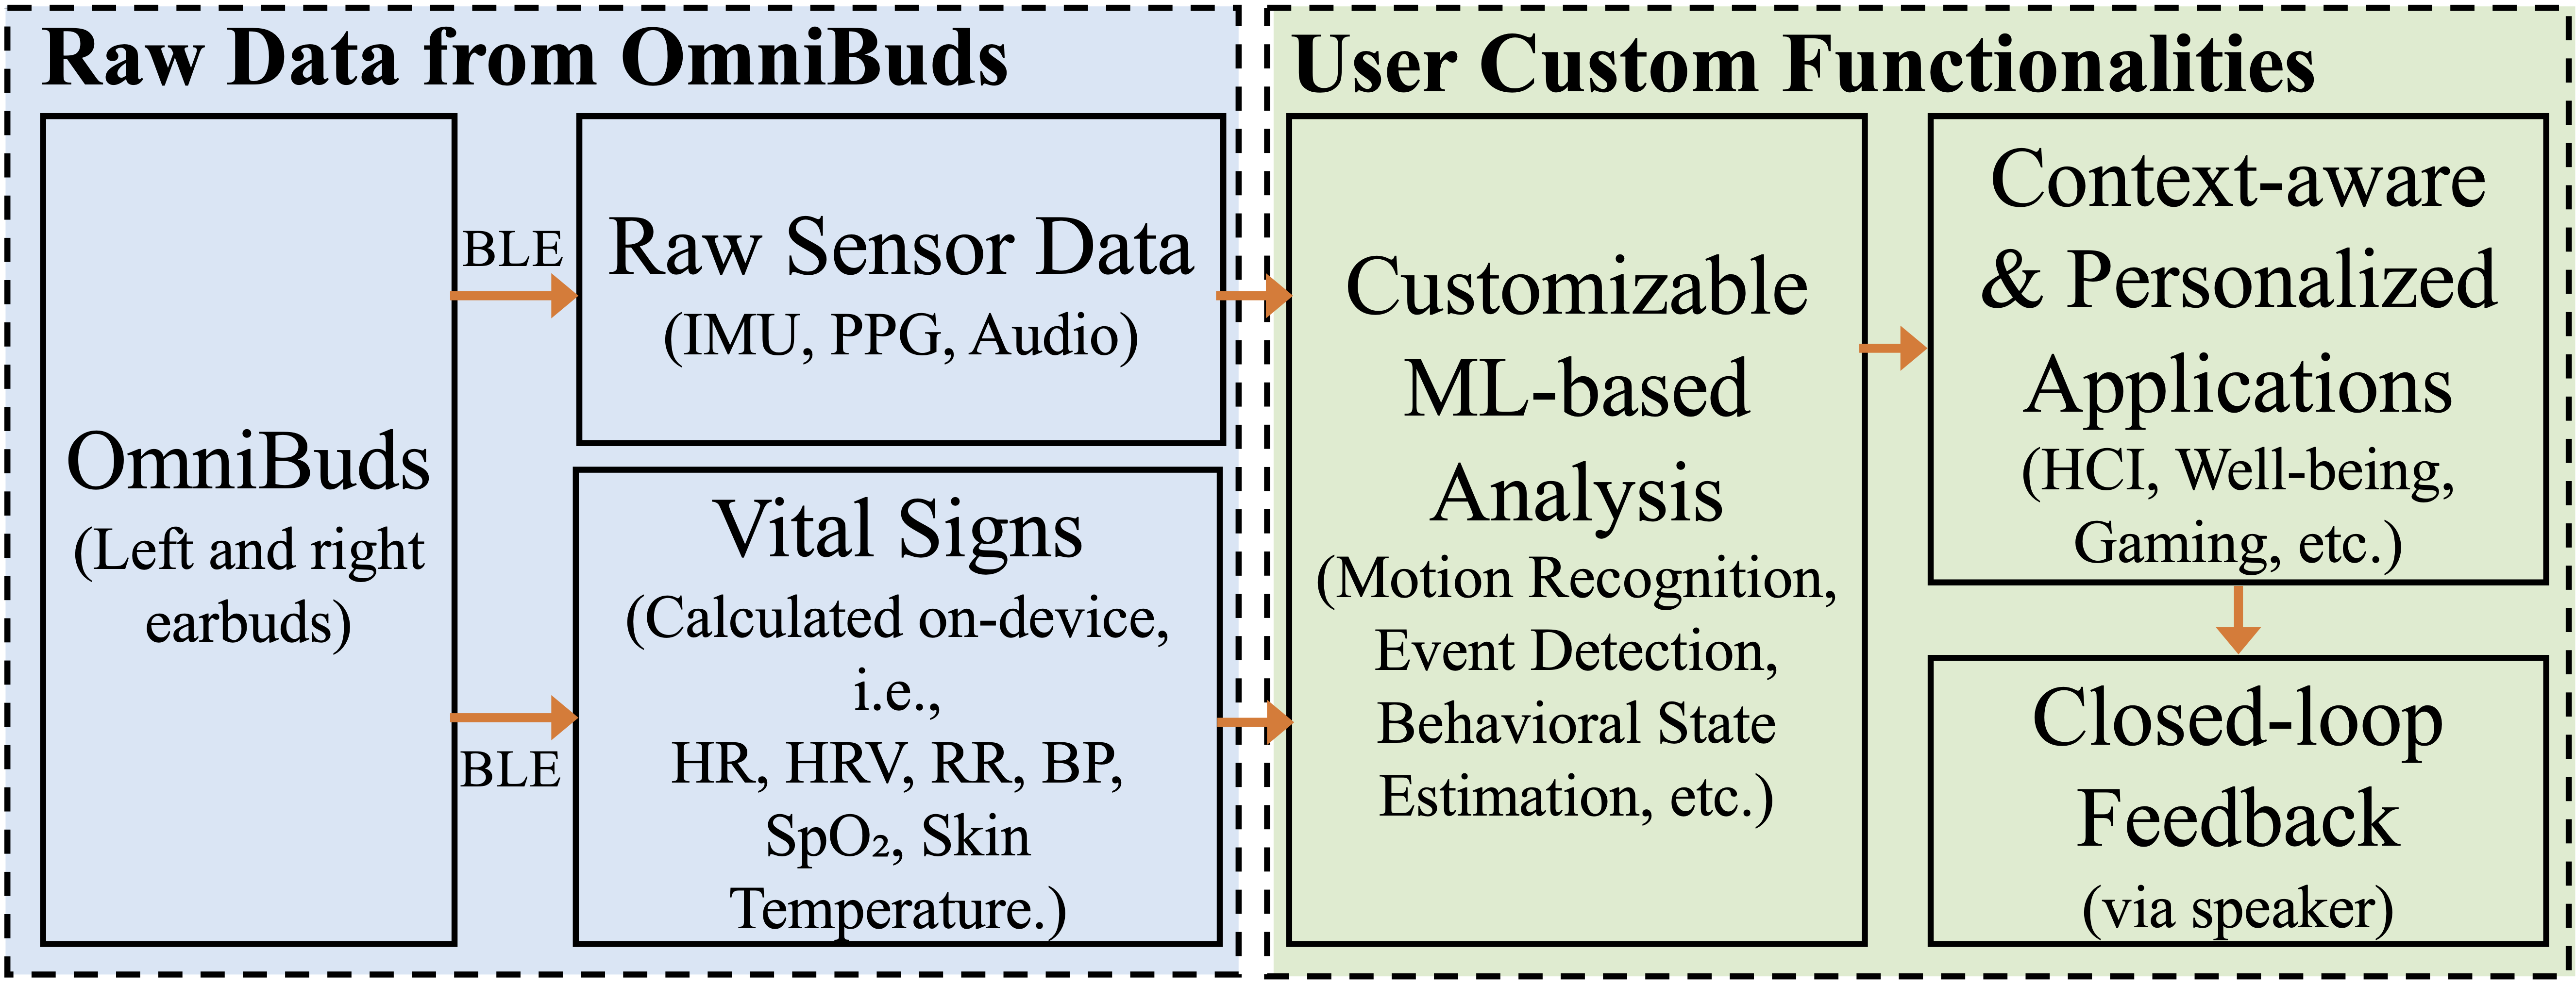 Raw Data from OmniBuds
OmniBuds
(Left and right
earbuds)
BLE
BLE
Raw Sensor Data
(IMU, PPG, Audio)
Vital Signs
(Calculated on-device,
i.e.,
HR, HRV, RR, BP,
SpO₂, Skin
Temperature.)
User Custom Functionalities
Customizable
ML-based
Analysis
(Motion Recognition,
Event Detection,
Behavioral State
Estimation, etc.)
Context-aware
& Personalized
Applications
(HCI, Well-being,
Gaming, etc.)
Closed-loop
Feedback
(via speaker)